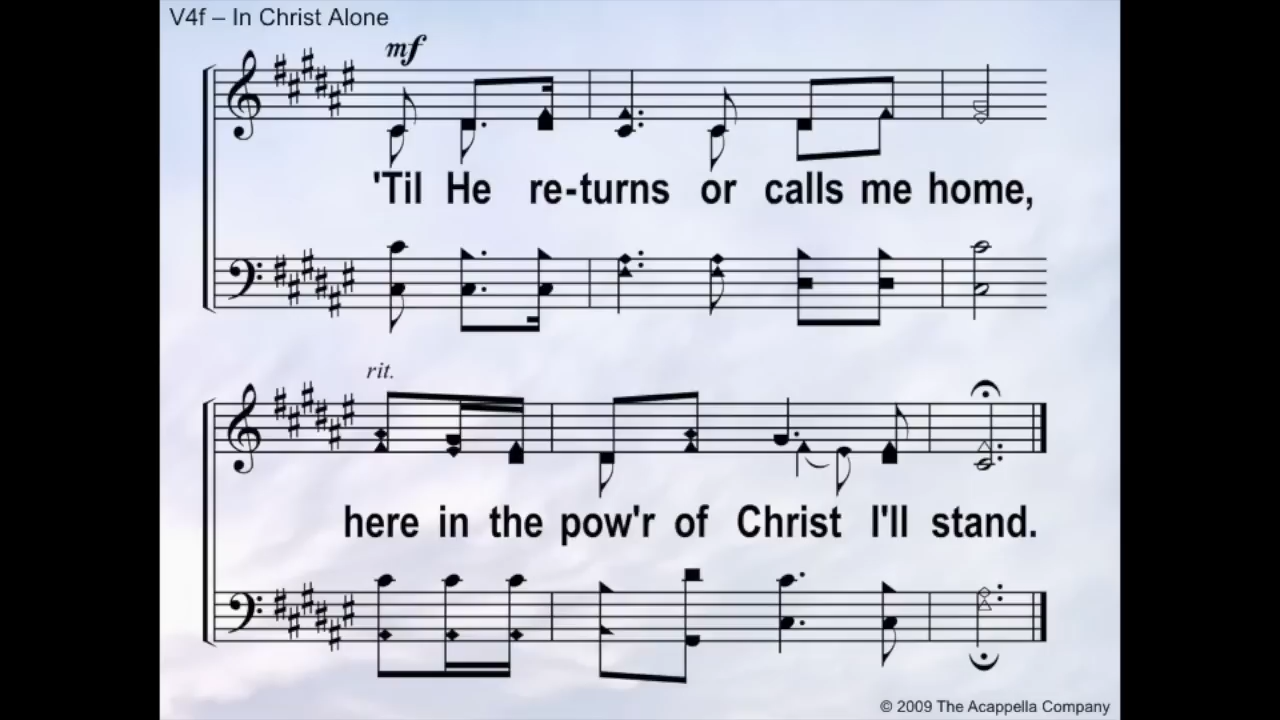 V4f – In Christ Alone
mf
'Til He re-turns or calls me home,
rit.
here in the pow'r of Christ I'll stand.
© 2009 The Acappella Company